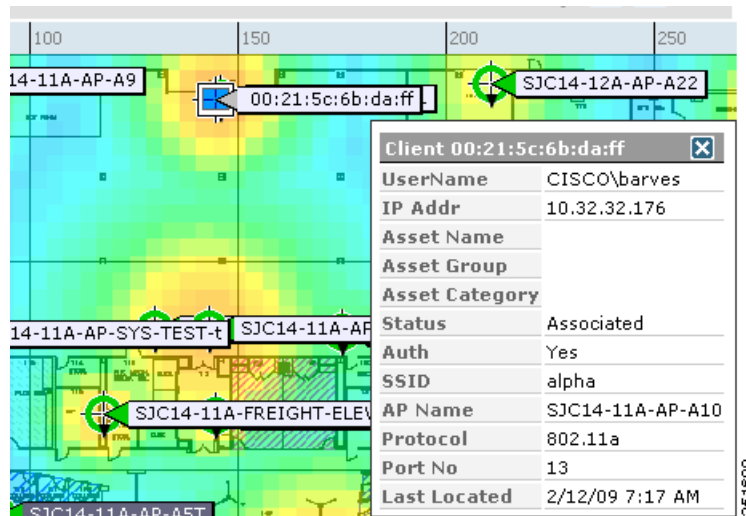 100 150 200 250
14-11A-AP-A9
00:21:5c:6b:da:ff
SJC14-12A-AP-A22
Client 00:21:5c:6b:da:ff
UserName CISCO\barves
IP Addr 10.32.32.176
Asset Name
Asset Group
Asset Category
Status Associated
Auth Yes
SSID alpha
AP Name SJC14-11A-AP-A10
Protocol 802.11a
Port No 13
Last Located 2/12/09 7:17 AM
14-11A-AP-SYS-TEST-t
SJC14-11A-AP
SJC14-11A-FREIGHT-ELEV
SJC14-11A-AP-A5T